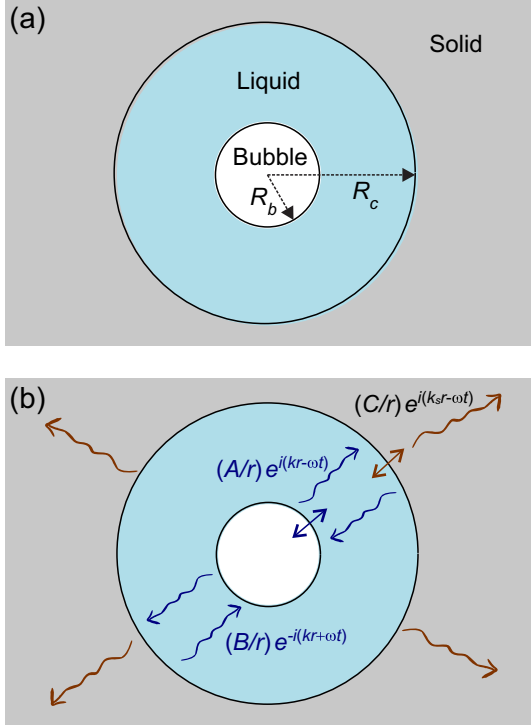 (a)
Solid
Liquid
Bubble
R_b
R_c
(b)
(C/r) e^{i(k_s r-ωt)}
(A/r) e^{i(kr-ωt)}
(B/r) e^{-i(kr+ωt)}